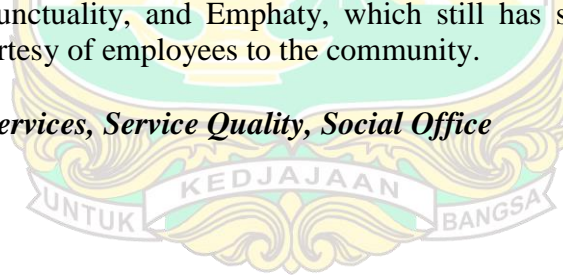 unctuality, and Emphaty, which still has s
rtesy of employees to the community.
ervices, Service Quality, Social Office
UNTUK KEDJAJAAN BANGSA